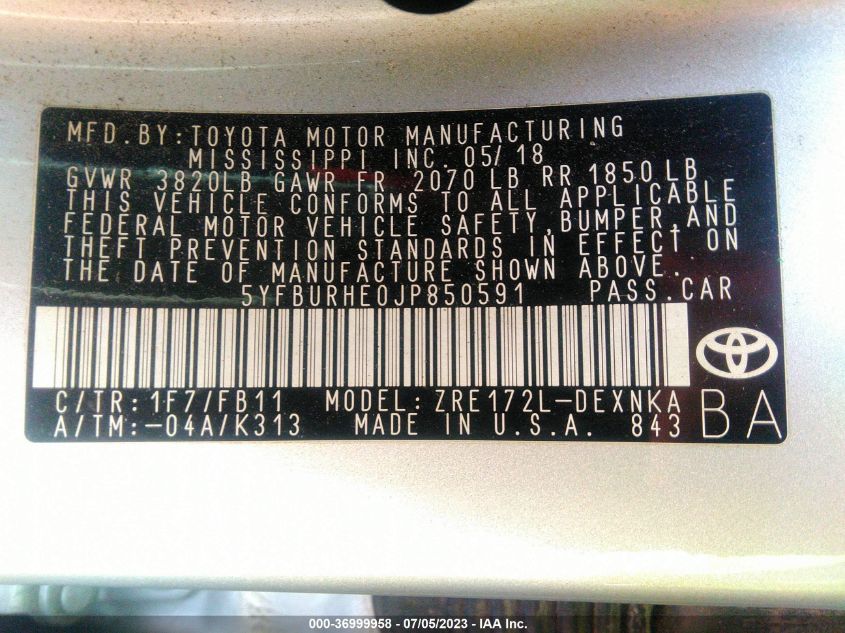 MFD.BY:TOYOTA MOTOR MANUFACTURING
MISSISSIPPI INC. 05/18
GVWR 3820LB GAWR FR 2070 LB RR 1850 LB
THIS VEHICLE CONFORMS TO ALL APPLICABLE
FEDERAL MOTOR VEHICLE SAFETY,BUMPER,AND
THEFT PREVENTION STANDARDS IN EFFECT ON
THE DATE OF MANUFACTURE SHOWN ABOVE.
5YFBURHE0JP850591 PASS.CAR
C/TR:1F7/FB11 MODEL:ZRE172L-DEXNKA
A/TM:-04A/K313 MADE IN U.S.A. 843
BA
000-36999958 / 07/05/2023 - IAA Inc.